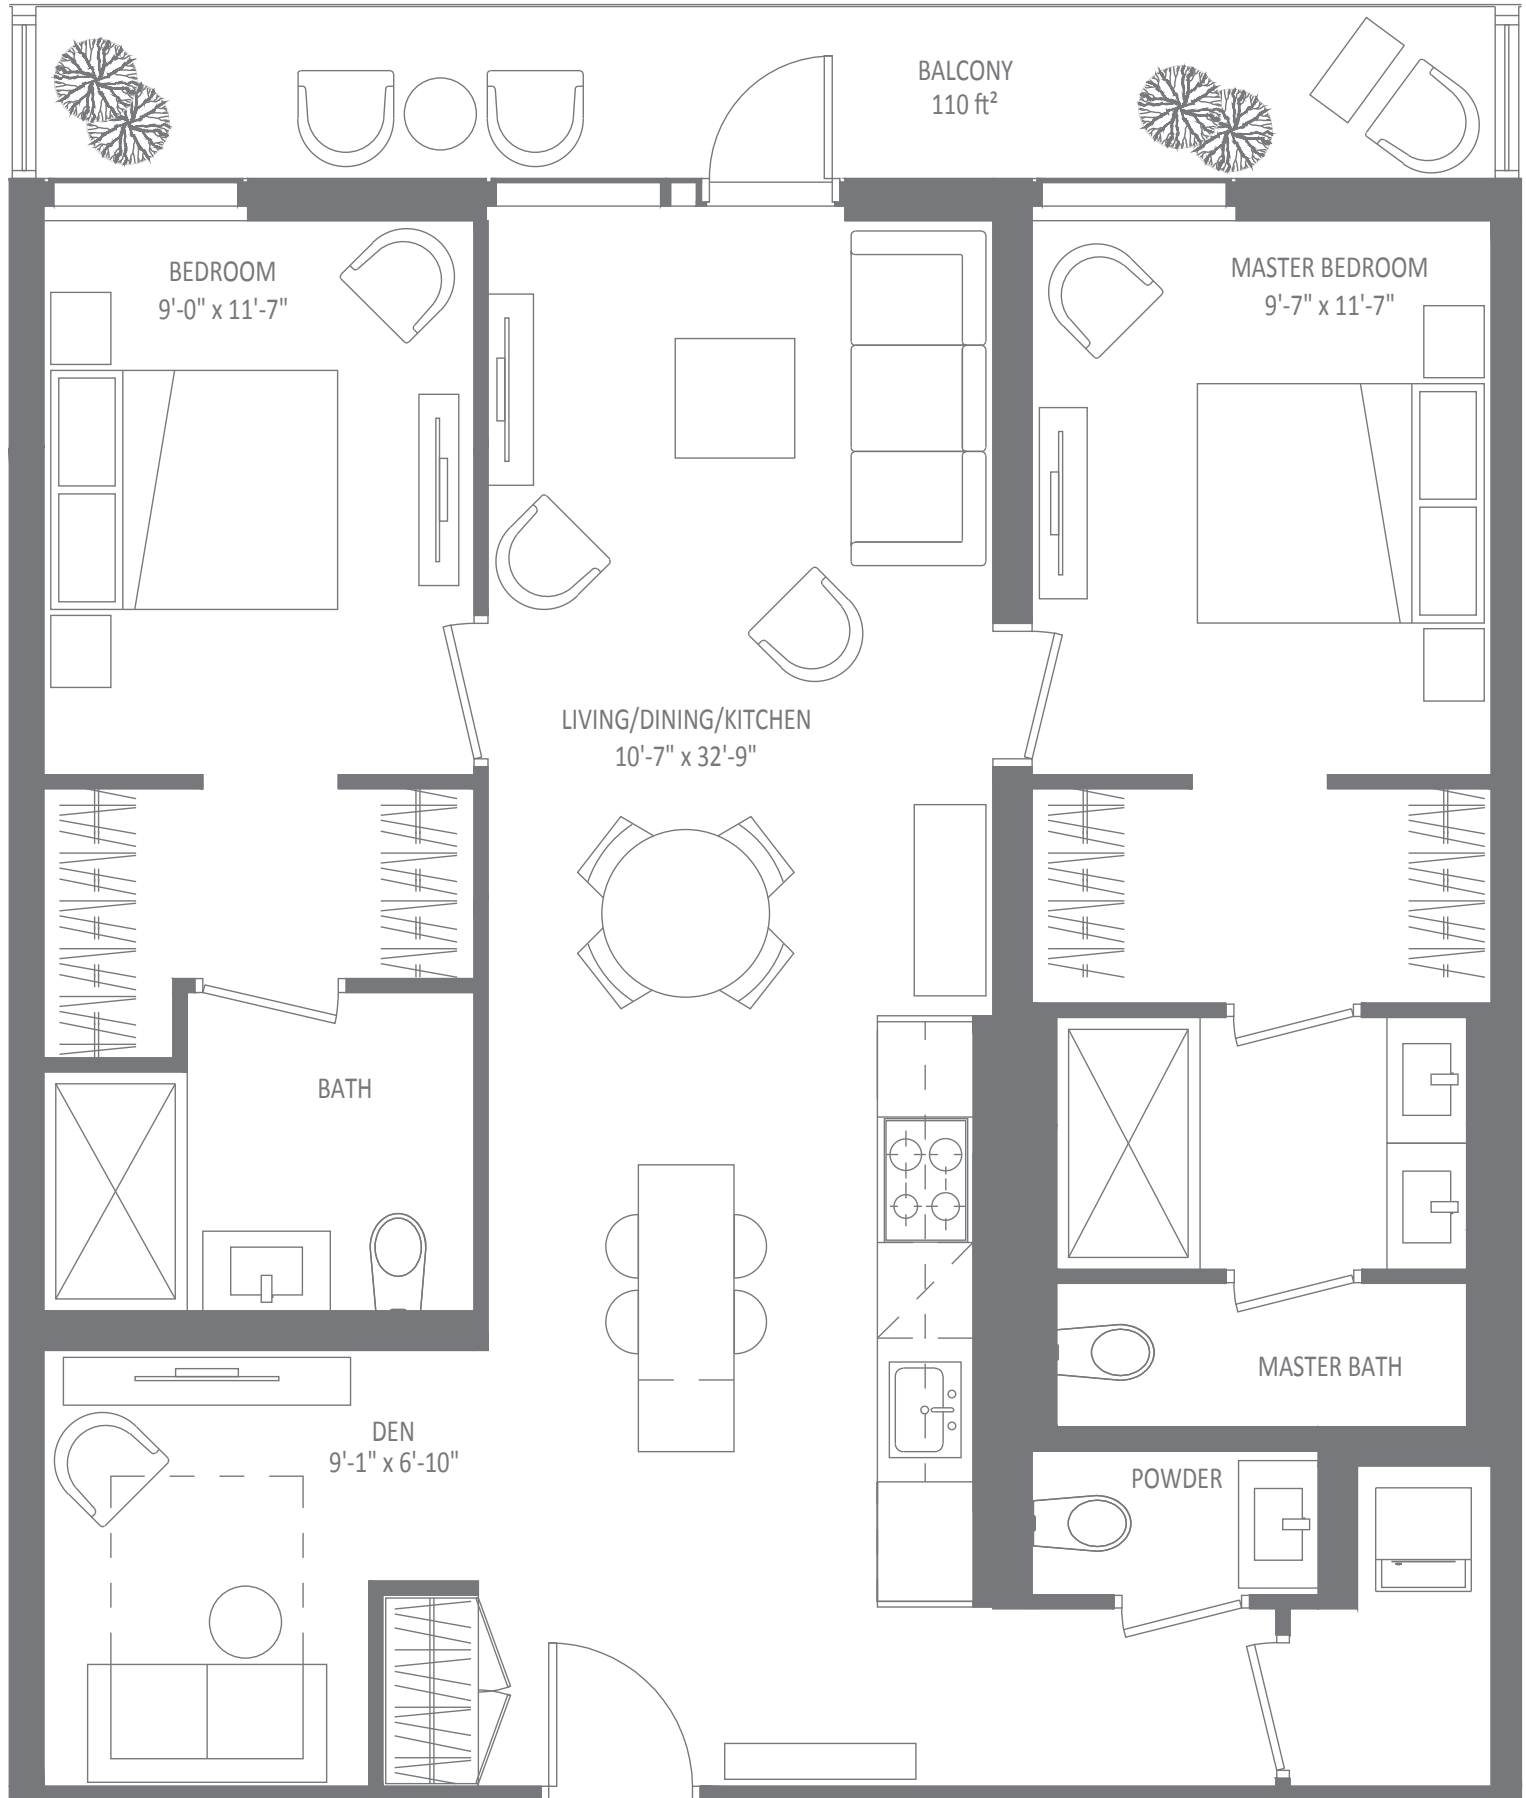 BALCONY
110 ft²
BEDROOM
9'-0" x 11'-7"
MASTER BEDROOM
9'-7" x 11'-7"
LIVING/DINING/KITCHEN
10'-7" x 32'-9"
BATH
MASTER BATH
DEN
9'-1" x 6'-10"
POWDER